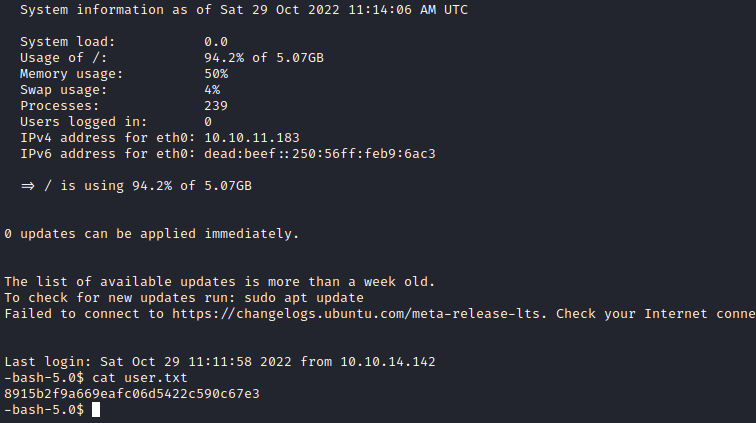 System information as of Sat 29 Oct 2022 11:14:06 AM UTC
System load: 0.0
Usage of /: 94.2% of 5.07GB
Memory usage: 50%
Swap usage: 4%
Processes: 239
Users logged in: 0
IPv4 address for eth0: 10.10.11.183
IPv6 address for eth0: dead:beef::250:56ff:feb9:6ac3
=> / is using 94.2% of 5.07GB
0 updates can be applied immediately.
The list of available updates is more than a week old.
To check for new updates run: sudo apt update
Failed to connect to https://changelogs.ubuntu.com/meta-release-lts. Check your Internet conne
Last login: Sat Oct 29 11:11:58 2022 from 10.10.14.142
-bash-5.0$ cat user.txt
8915b2f9a669eafc06d5422c590c67e3
-bash-5.0$